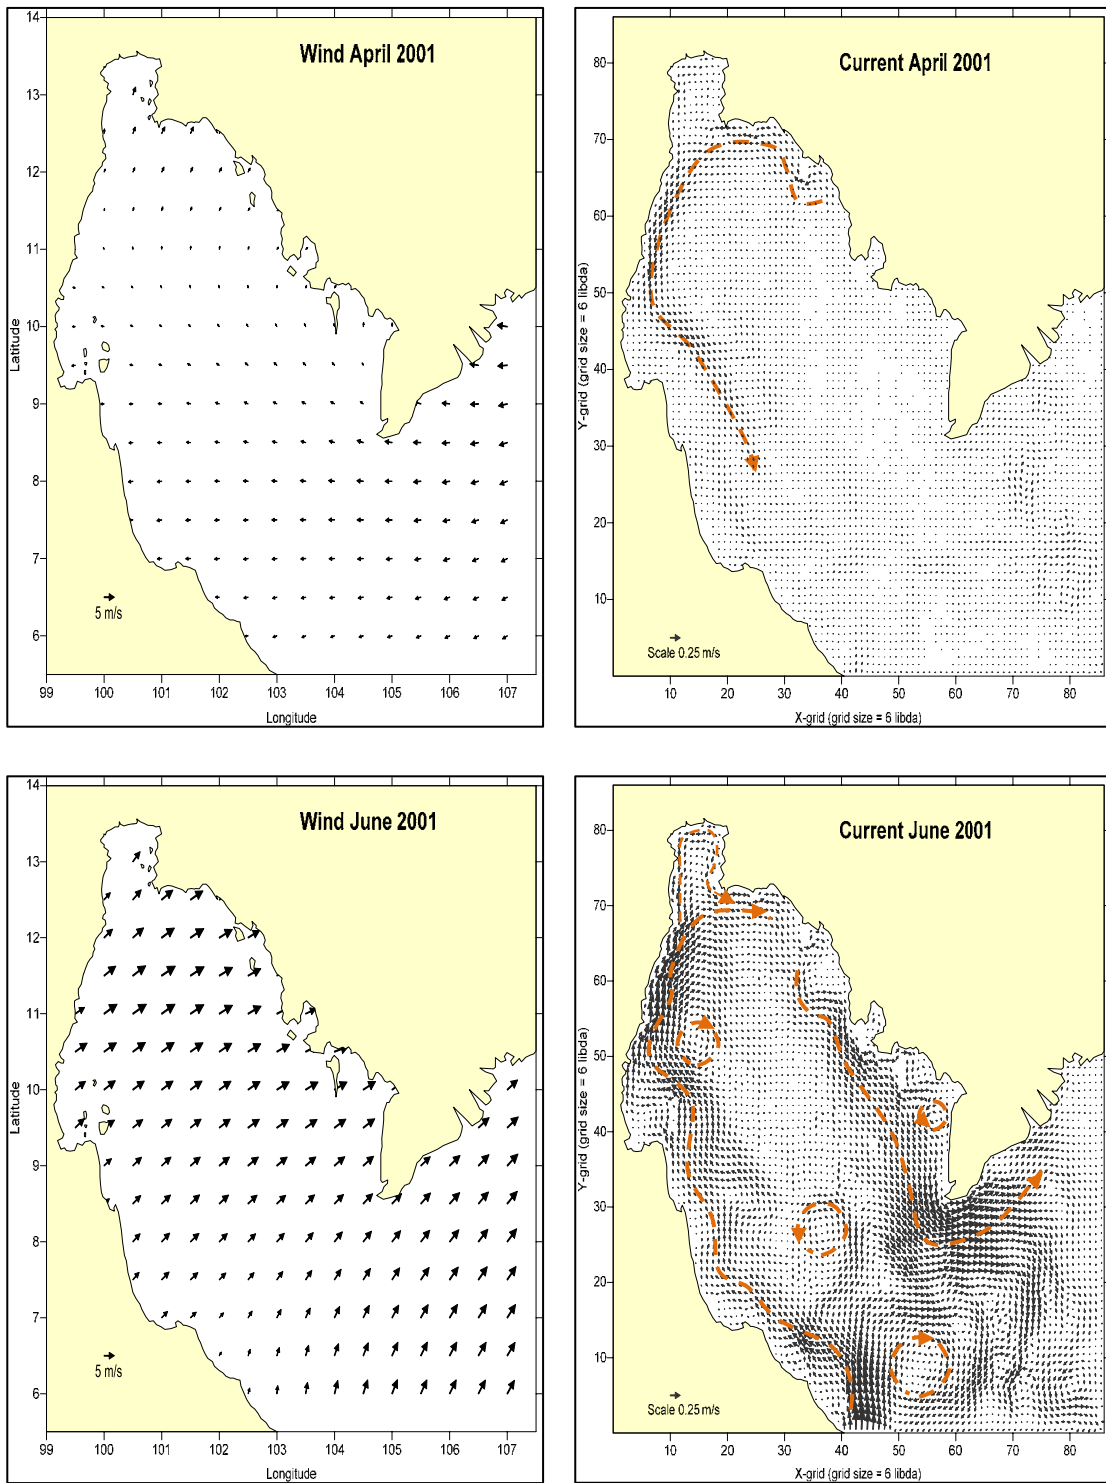 Wind April 2001
14
13
12
11
10
9
8
7
6
Latitude
5 m/s
99 100 101 102 103 104 105 106 107
Longitude
Current April 2001
80
70
60
50
40
30
20
10
Y-grid (grid size = 6 libda)
Scale 0.25 m/s
10 20 30 40 50 60 70 80
X-grid (grid size = 6 libda)
Wind June 2001
14
13
12
11
10
9
8
7
6
Latitude
5 m/s
99 100 101 102 103 104 105 106 107
Longitude
Current June 2001
80
70
60
50
40
30
20
10
Y-grid (grid size = 6 libda)
Scale 0.25 m/s
10 20 30 40 50 60 70 80
X-grid (grid size = 6 libda)